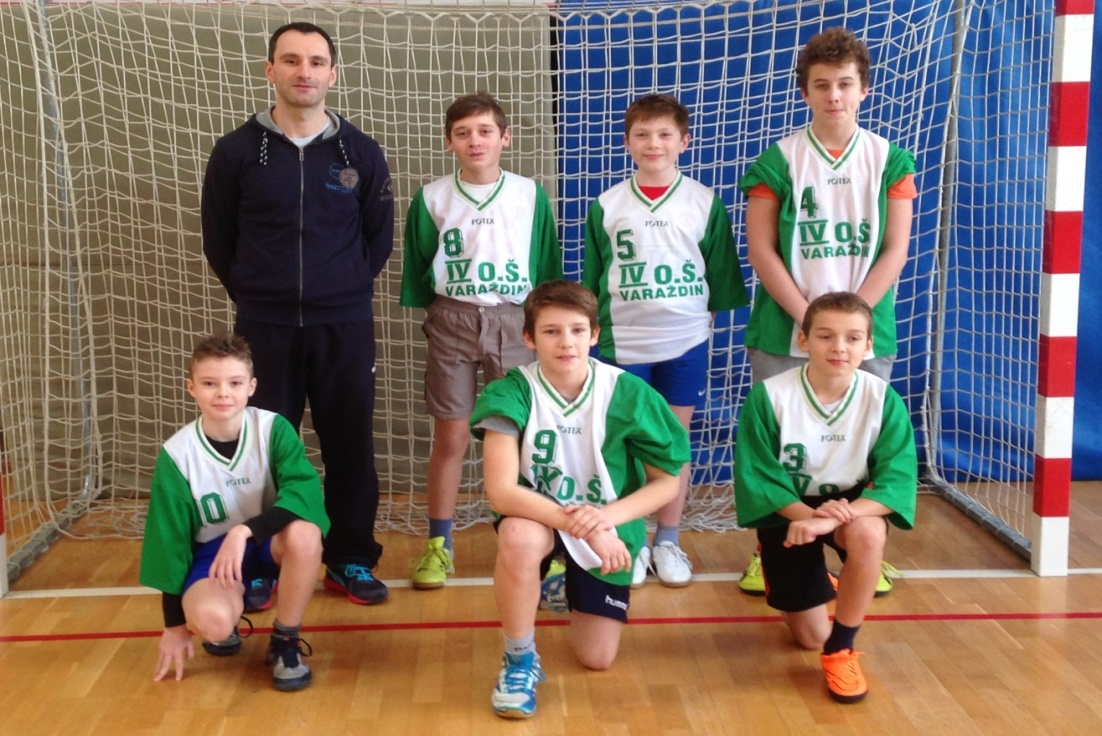 FOTEX
8
IV O.Š.
VARAŽDIN
FOTEX
5
IV O.Š.
VARAŽDIN
FOTEX
4
IV O.Š
VARAŽDIN
FOTEX
0
FOTEX
9
IV O.Š.
FOTEX
3
hummel